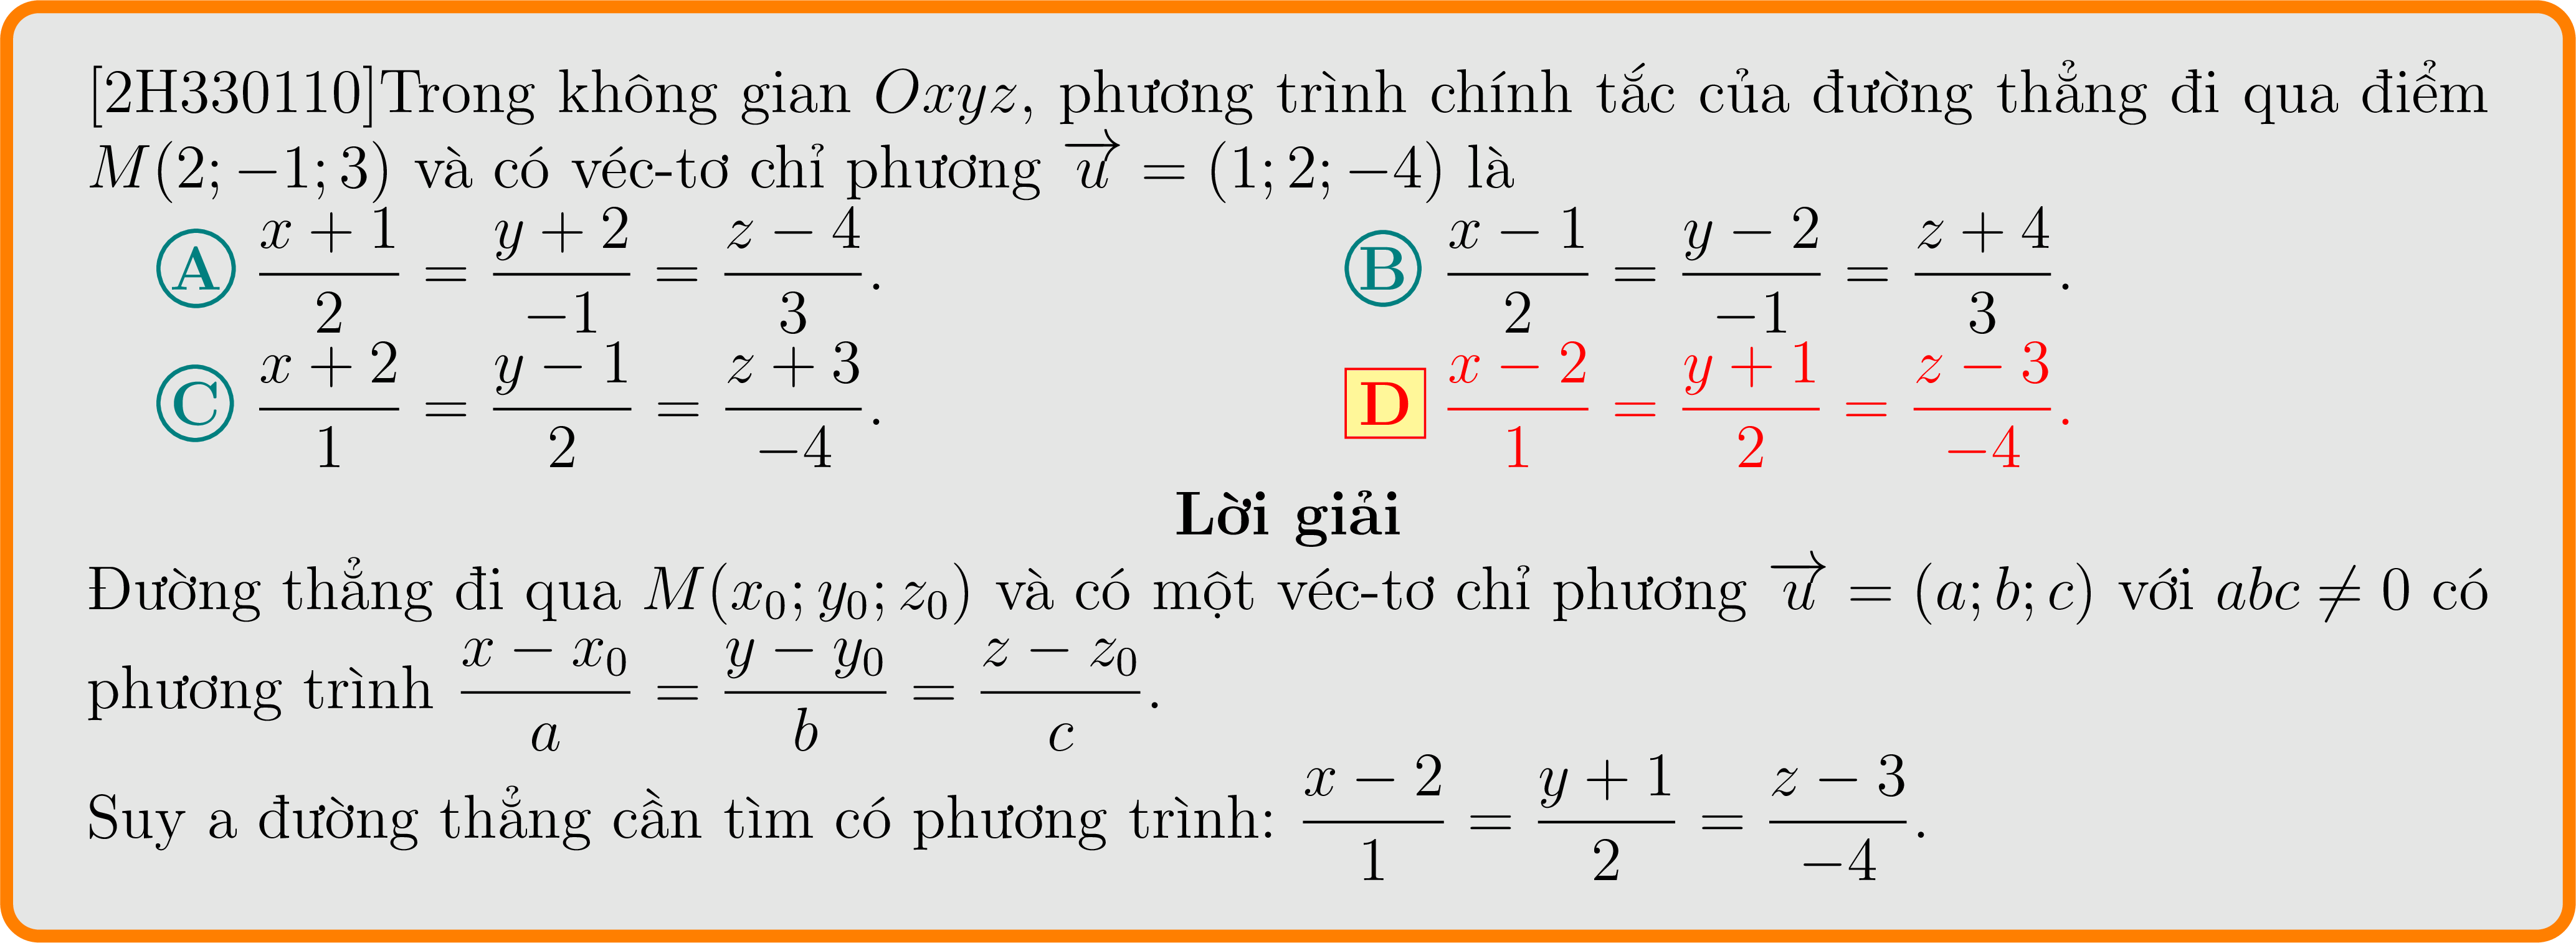 [2H330110]Trong không gian Oxyz, phương trình chính tắc của đường thẳng đi qua điểm
M(2; −1; 3) và có véc-tơ chỉ phương $\overrightarrow{u}$ = (1; 2; −4) là
A $\frac{x+1}{2} = \frac{y+2}{-1} = \frac{z-4}{3}$. B $\frac{x-1}{2} = \frac{y-2}{-1} = \frac{z+4}{3}$.
C $\frac{x+2}{1} = \frac{y-1}{2} = \frac{z+3}{-4}$. D $\frac{x-2}{1} = \frac{y+1}{2} = \frac{z-3}{-4}$.
Lời giải
Đường thẳng đi qua $M(x_0; y_0; z_0)$ và có một véc-tơ chỉ phương $\overrightarrow{u} = (a; b; c)$ với $abc \neq 0$ có
phương trình $\frac{x-x_0}{a} = \frac{y-y_0}{b} = \frac{z-z_0}{c}$.
Suy a đường thẳng cần tìm có phương trình: $\frac{x-2}{1} = \frac{y+1}{2} = \frac{z-3}{-4}$.